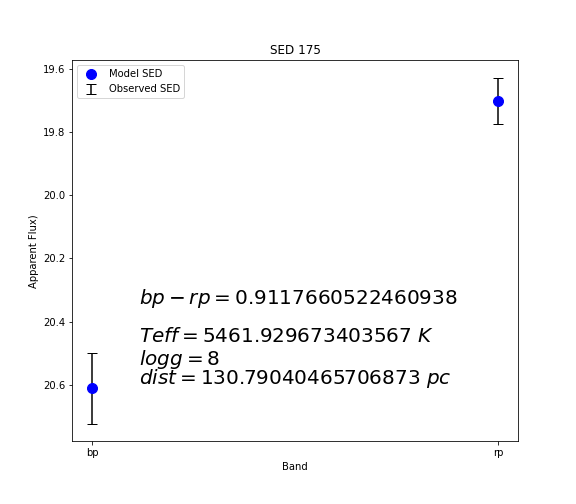 SED 175
Model SED
Observed SED
19.6
19.8
20.0
20.2
20.4
20.6
Apparent Flux)
bp − rp = 0.9117660522460938
Teff = 5461.929673403567 K
logg = 8
dist = 130.79040465706873 pc
bp
rp
Band